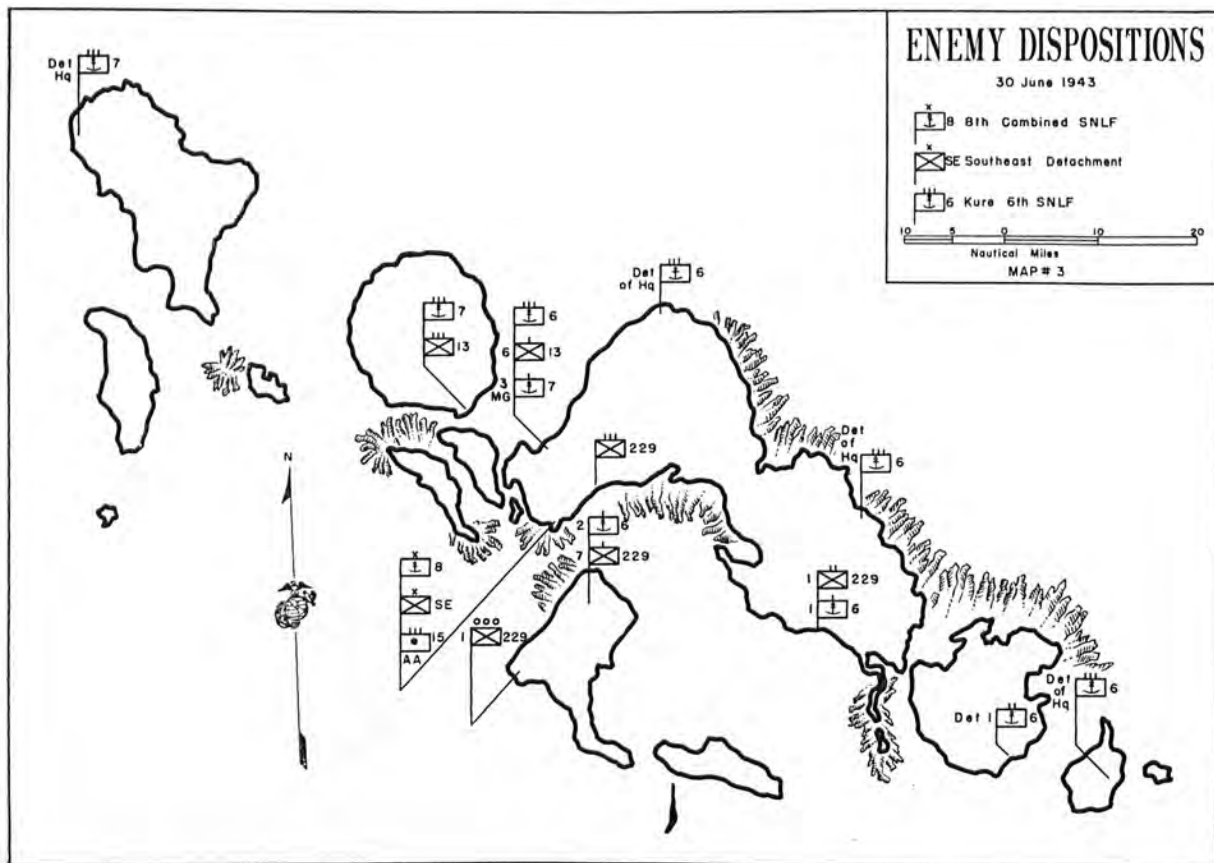 ENEMY DISPOSITIONS
30 June 1943
x
8 8th Combined SNLF
x
SE Southeast Detachment
6 Kure 6th SNLF
10 5 0 10 20
Nautical Miles
MAP # 3
Det
Hq
7
Det
of Hq
6
7
13
6
6 13
3
MG
7
229
Det
of
Hq
6
N
2 6
7 229
x
8
x
SE
15
AA
1 229
1 229
1 6
Det
of
Hq
6
Det 1 6